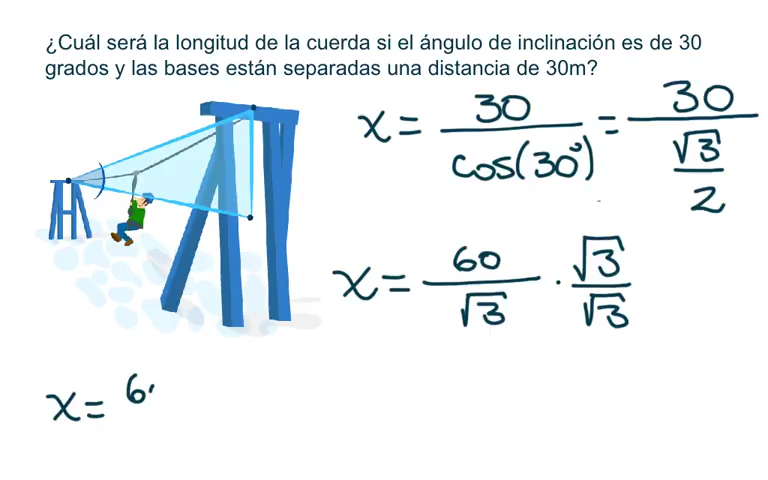 ¿Cuál será la longitud de la cuerda si el ángulo de inclinación es de 30
grados y las bases están separadas una distancia de 30m?
x = 30/cos(30°) = 30/(√3/2)
x = 60/√3 · √3/√3
x = 6